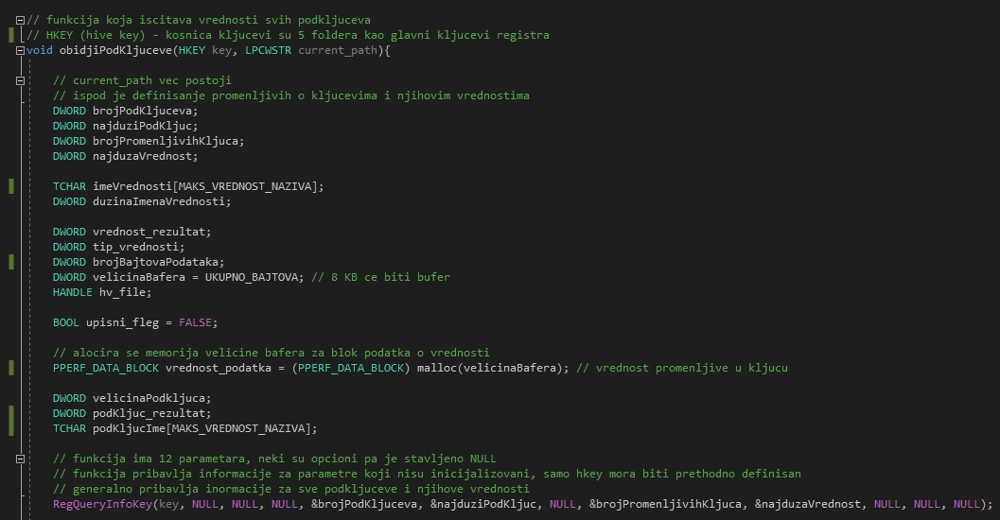 // funkcija koja iscitava vrednosti svih podkljuceva
// HKEY (hive key) - kosnica kljucevi su 5 foldera kao glavni kljucevi registra
void obidjiPodKljuceve(HKEY key, LPCWSTR current_path){
// current_path vec postoji
// ispod je definisanje promenljivih o kljucevima i njihovim vrednostima
DWORD brojPodKljuceva;
DWORD najduziPodKljuc;
DWORD brojPromenljivihKljuca;
DWORD najduzaVrednost;
TCHAR imeVrednosti[MAKS_VREDNOST_NAZIVA];
DWORD duzinaImenaVrednosti;
DWORD vrednost_rezultat;
DWORD tip_vrednosti;
DWORD brojBajtovaPodataka;
DWORD velicinaBafera = UKUPNO_BAJTOVA; // 8 KB ce biti bufer
HANDLE hv_file;
BOOL upisni_fleg = FALSE;
// alocira se memorija velicine bafera za blok podatka o vrednosti
PPERF_DATA_BLOCK vrednost_podatka = (PPERF_DATA_BLOCK) malloc(velicinaBafera); // vrednost promenljive u kljucu
DWORD velicinaPodkljuca;
DWORD podKljuc_rezultat;
TCHAR podKljucIme[MAKS_VREDNOST_NAZIVA];
// funkcija ima 12 parametara, neki su opcioni pa je stavljeno NULL
// funkcija pribavlja informacije za parametre koji nisu inicijalizovani, samo hkey mora biti prethodno definisan
// generalno pribavlja inormacije za sve podkljuceve i njihove vrednosti
RegQueryInfoKey(key, NULL, NULL, NULL, &brojPodKljuceva, &najduziPodKljuc, NULL, &brojPromenljivihKljuca, &najduzaVrednost, NULL, NULL, NULL);